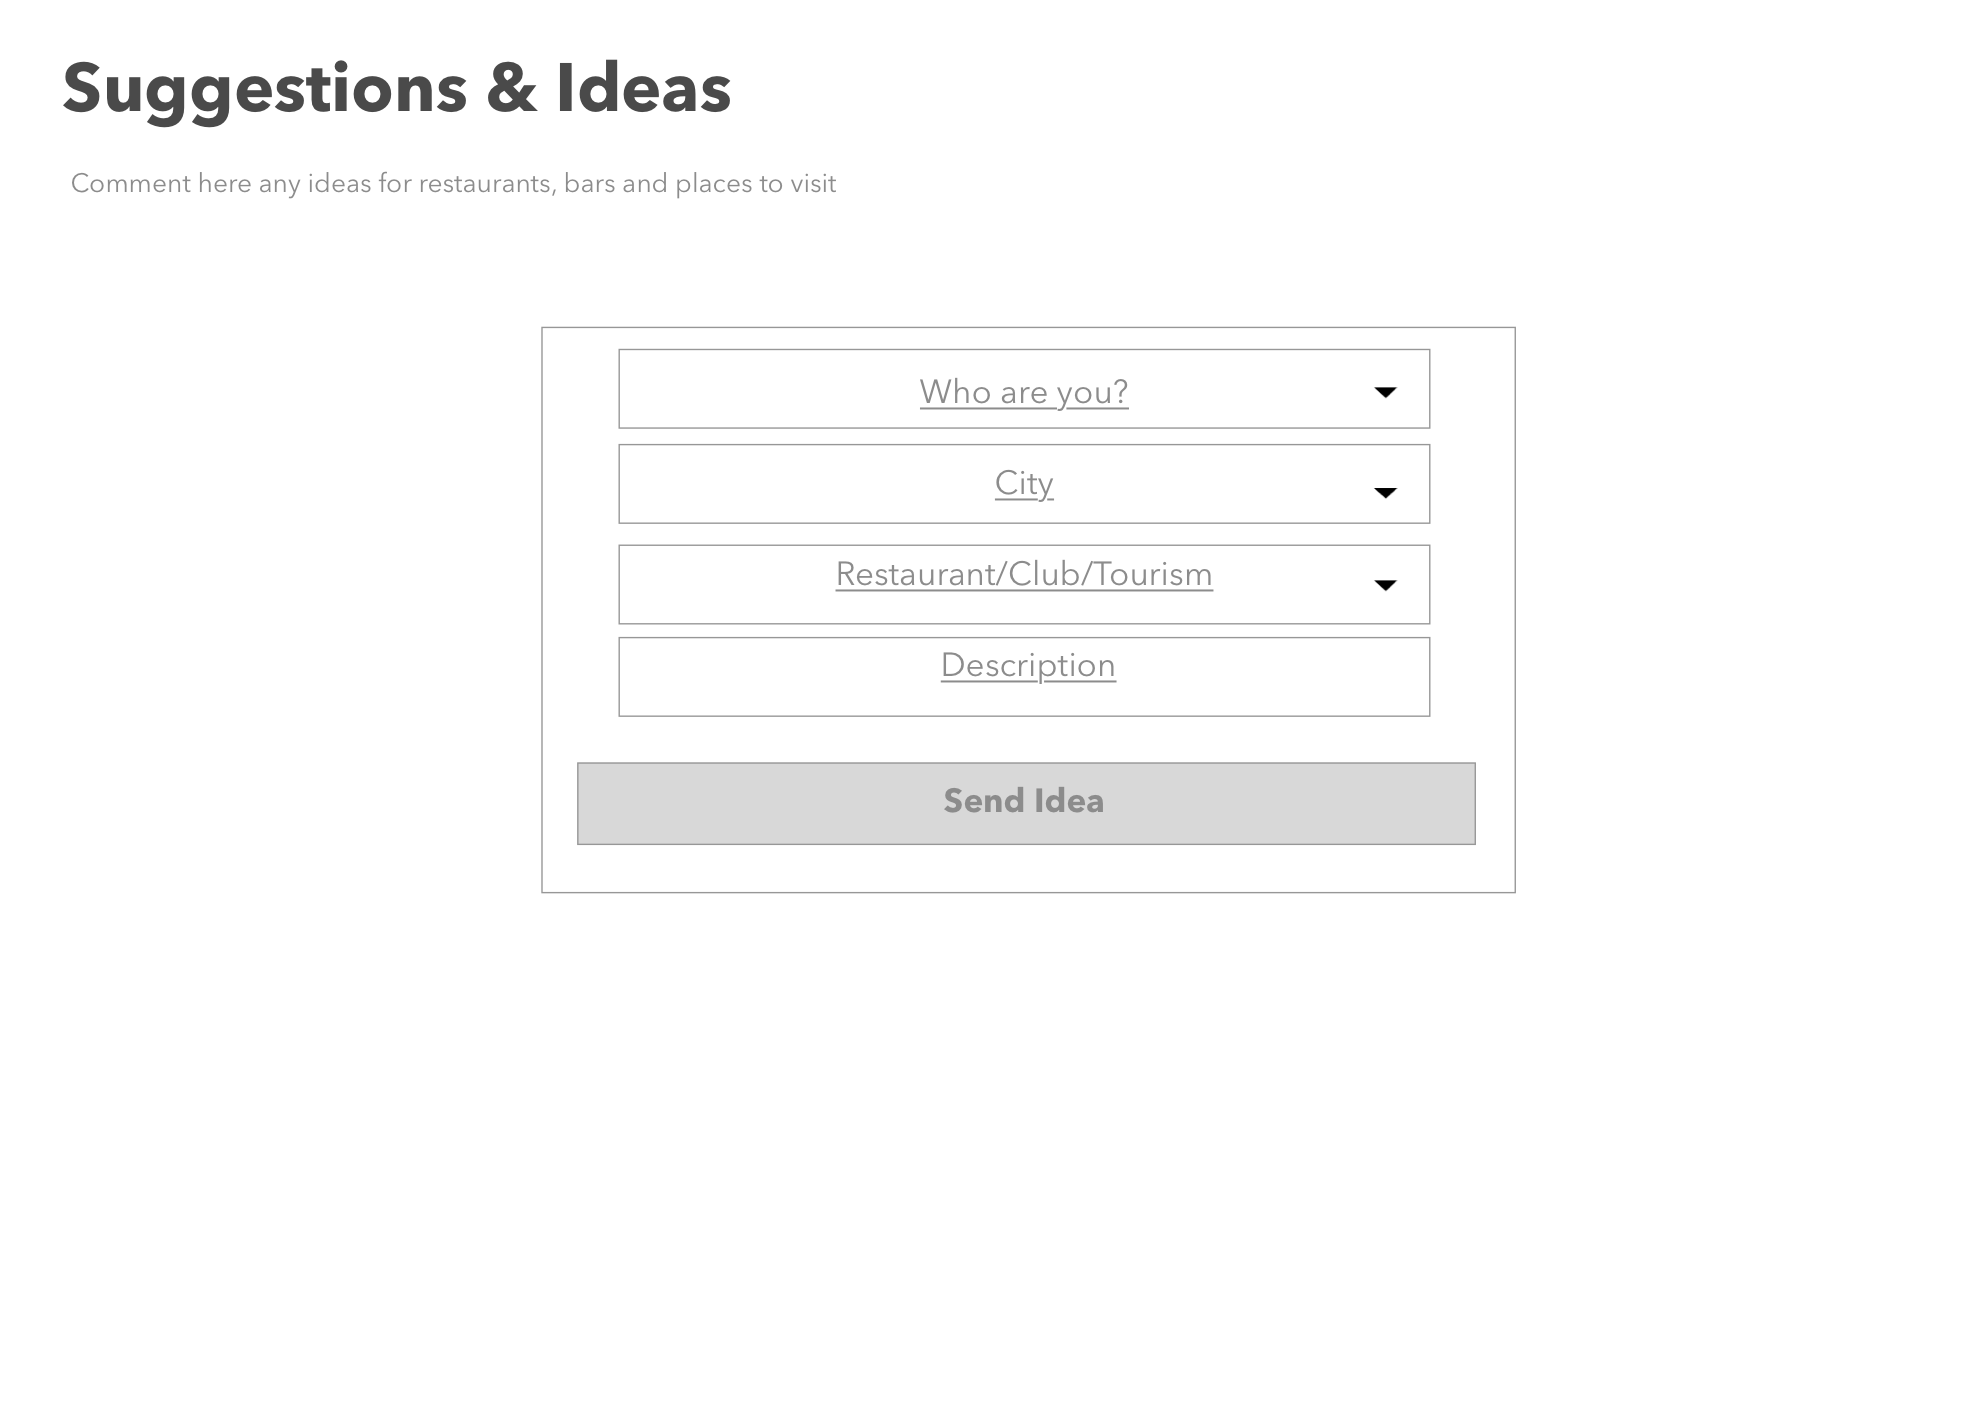 Suggestions & Ideas
Comment here any ideas for restaurants, bars and places to visit
Who are you?
City
Restaurant/Club/Tourism
Description
Send Idea